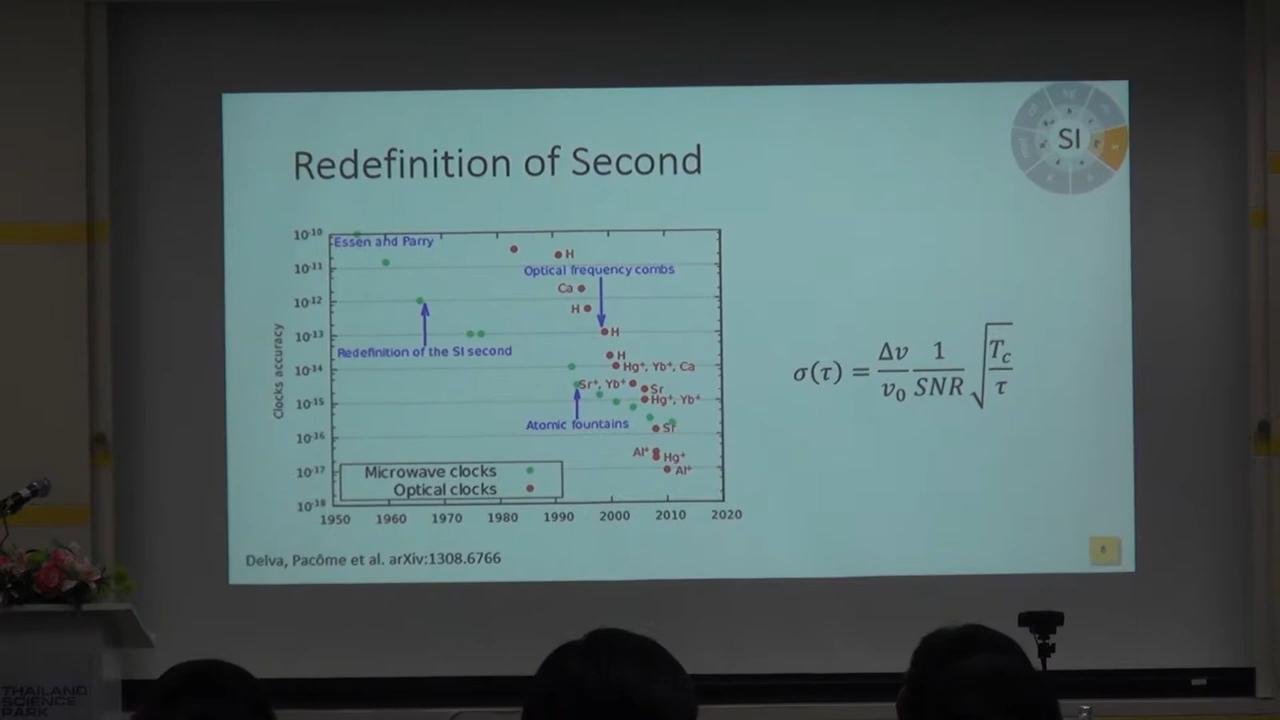 SI
Redefinition of Second
10⁻¹⁰
10⁻¹¹
10⁻¹²
10⁻¹³
10⁻¹⁴
10⁻¹⁵
10⁻¹⁶
10⁻¹⁷
10⁻¹⁸
Clocks accuracy
Essen and Parry
H
Optical frequency combs
Ca
H
H
Redefinition of the SI second
H
Hg⁺, Yb⁺, Ca
Sr⁺, Yb⁺
Sr
Hg⁺, Yb⁺
Atomic fountains
Sr
Al⁺
Hg⁺
Al⁺
Microwave clocks
Optical clocks
1950 1960 1970 1980 1990 2000 2010 2020
σ(τ) = Δν/ν₀ 1/SNR √(T_c/τ)
Delva, Pacôme et al. arXiv:1308.6766
8
THAILAND
SCIENCE
PARK